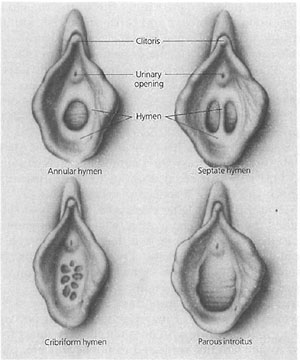 Clitoris
Urinary
opening
Hymen
Annular hymen
Septate hymen
Cribriform hymen
Parous introitus